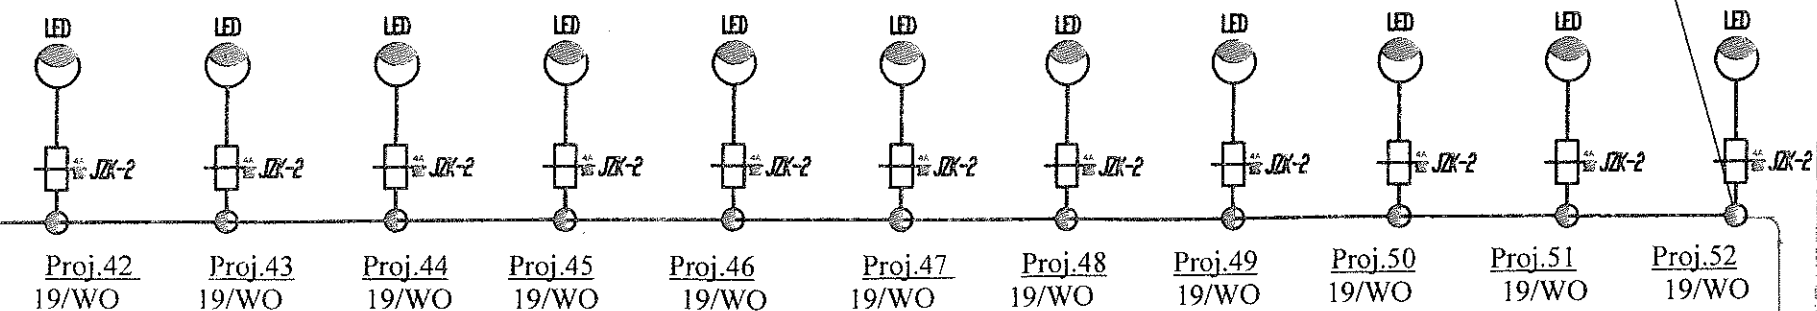 LED LED LED LED LED LED LED LED LED LED LED
4A 4A 4A 4A 4A 4A 4A 4A 4A 4A 4A
JZK-2 JZK-2 JZK-2 JZK-2 JZK-2 JZK-2 JZK-2 JZK-2 JZK-2 JZK-2 JZK-2
Proj.42 Proj.43 Proj.44 Proj.45 Proj.46 Proj.47 Proj.48 Proj.49 Proj.50 Proj.51 Proj.52
19/WO 19/WO 19/WO 19/WO 19/WO 19/WO 19/WO 19/WO 19/WO 19/WO 19/WO